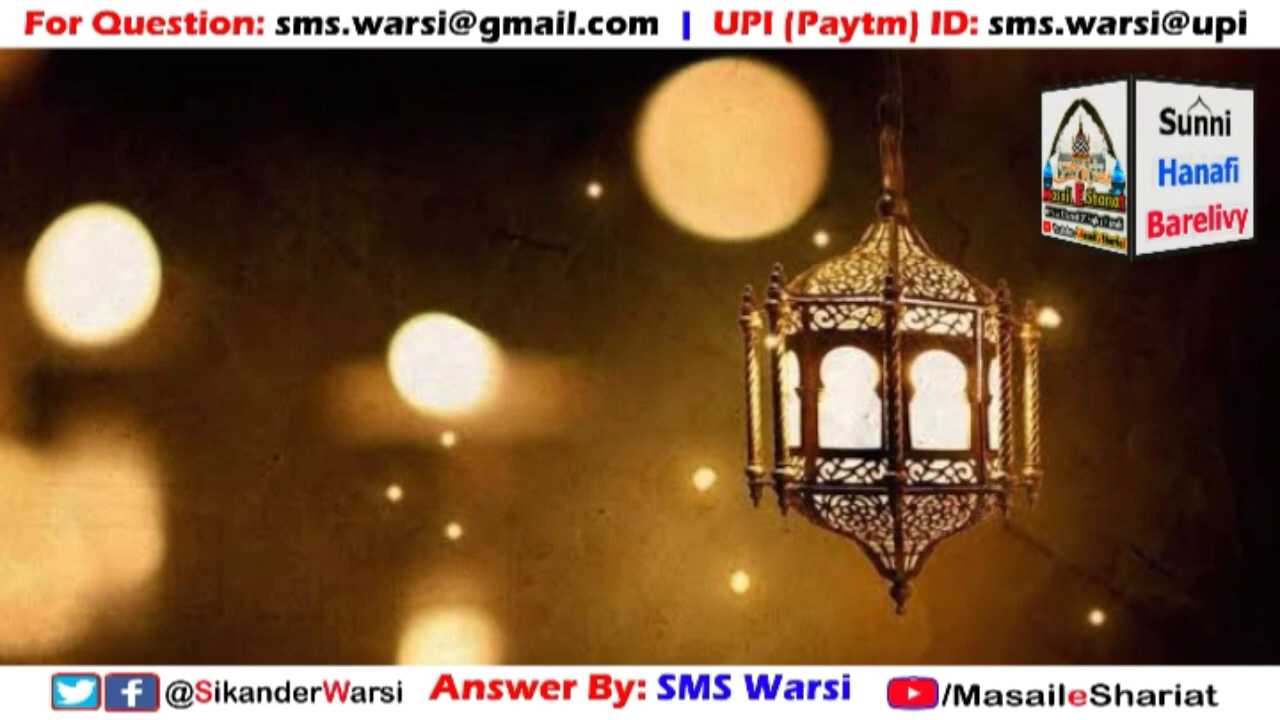 For Question: sms.warsi@gmail.com | UPI (Paytm) ID: sms.warsi@upi
Sunni
Hanafi
Barelivy
@SikanderWarsi Answer By: SMS Warsi /MasaileShariat